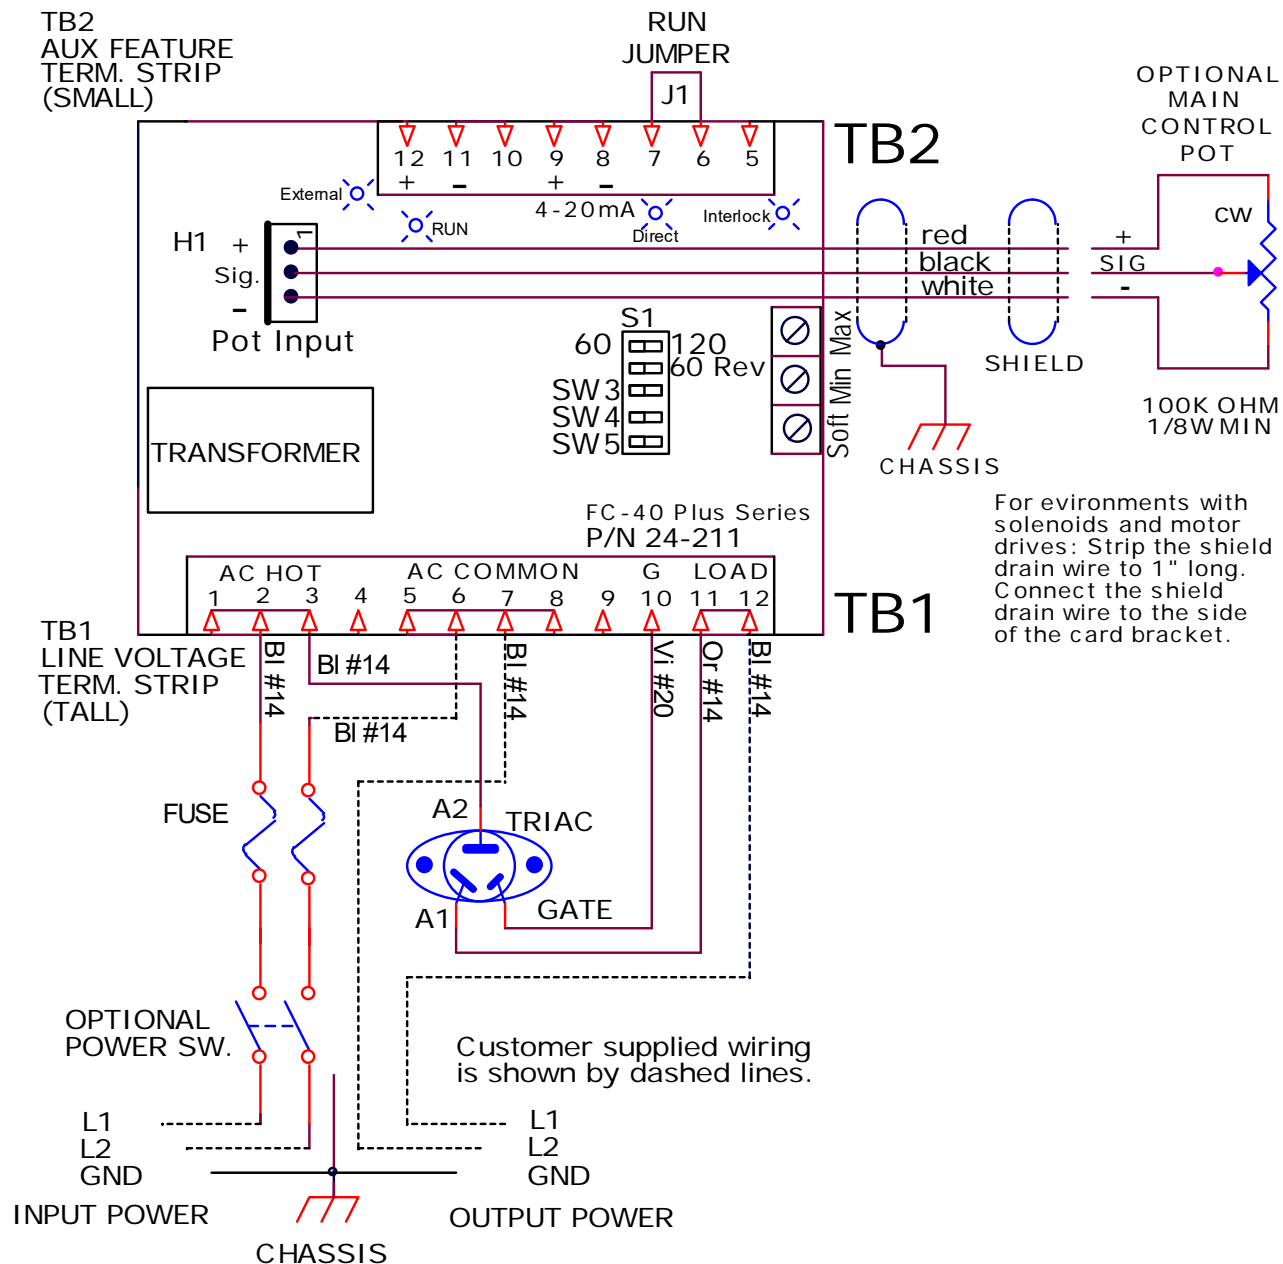 TB2
AUX FEATURE
TERM. STRIP
(SMALL)
RUN
JUMPER
J1
12 11 10 9 8 7 6 5
+ - + -
4-20mA
TB2
External
RUN
Direct
Interlock
H1
+
Sig.
-
1
Pot Input
red
black
white
+
SIG
-
OPTIONAL
MAIN
CONTROL
POT
CW
SHIELD
100K OHM
1/8W MIN
CHASSIS
S1
60 120
60 Rev
SW3
SW4
SW5
Soft Min Max
TRANSFORMER
FC-40 Plus Series
P/N 24-211
For evironments with
solenoids and motor
drives: Strip the shield
drain wire to 1" long.
Connect the shield
drain wire to the side
of the card bracket.
AC HOT AC COMMON G LOAD
1 2 3 4 5 6 7 8 9 10 11 12
TB1
TB1
LINE VOLTAGE
TERM. STRIP
(TALL)
Bl #14
Bl #14
Bl #14
Bl #14
Vi #20
Or #14
Bl #14
FUSE
A2
TRIAC
A1
GATE
OPTIONAL
POWER SW.
Customer supplied wiring
is shown by dashed lines.
L1
L2
GND
INPUT POWER
L1
L2
GND
OUTPUT POWER
CHASSIS